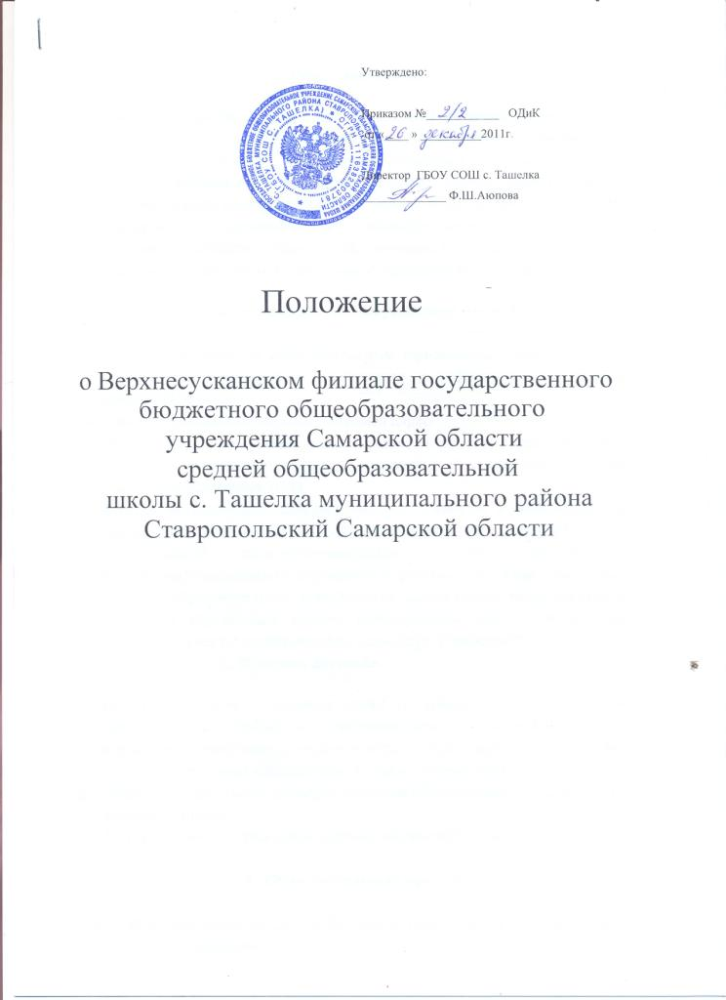 Утверждено:
Приказом № 2/2 ОДиК
от « 26 » декабря 2011г.
Директор ГБОУ СОШ с. Ташелка
Ф.Ш.Аюпова
Положение
о Верхнесусканском филиале государственного
бюджетного общеобразовательного
учреждения Самарской области
средней общеобразовательной
школы с. Ташелка муниципального района
Ставропольский Самарской области